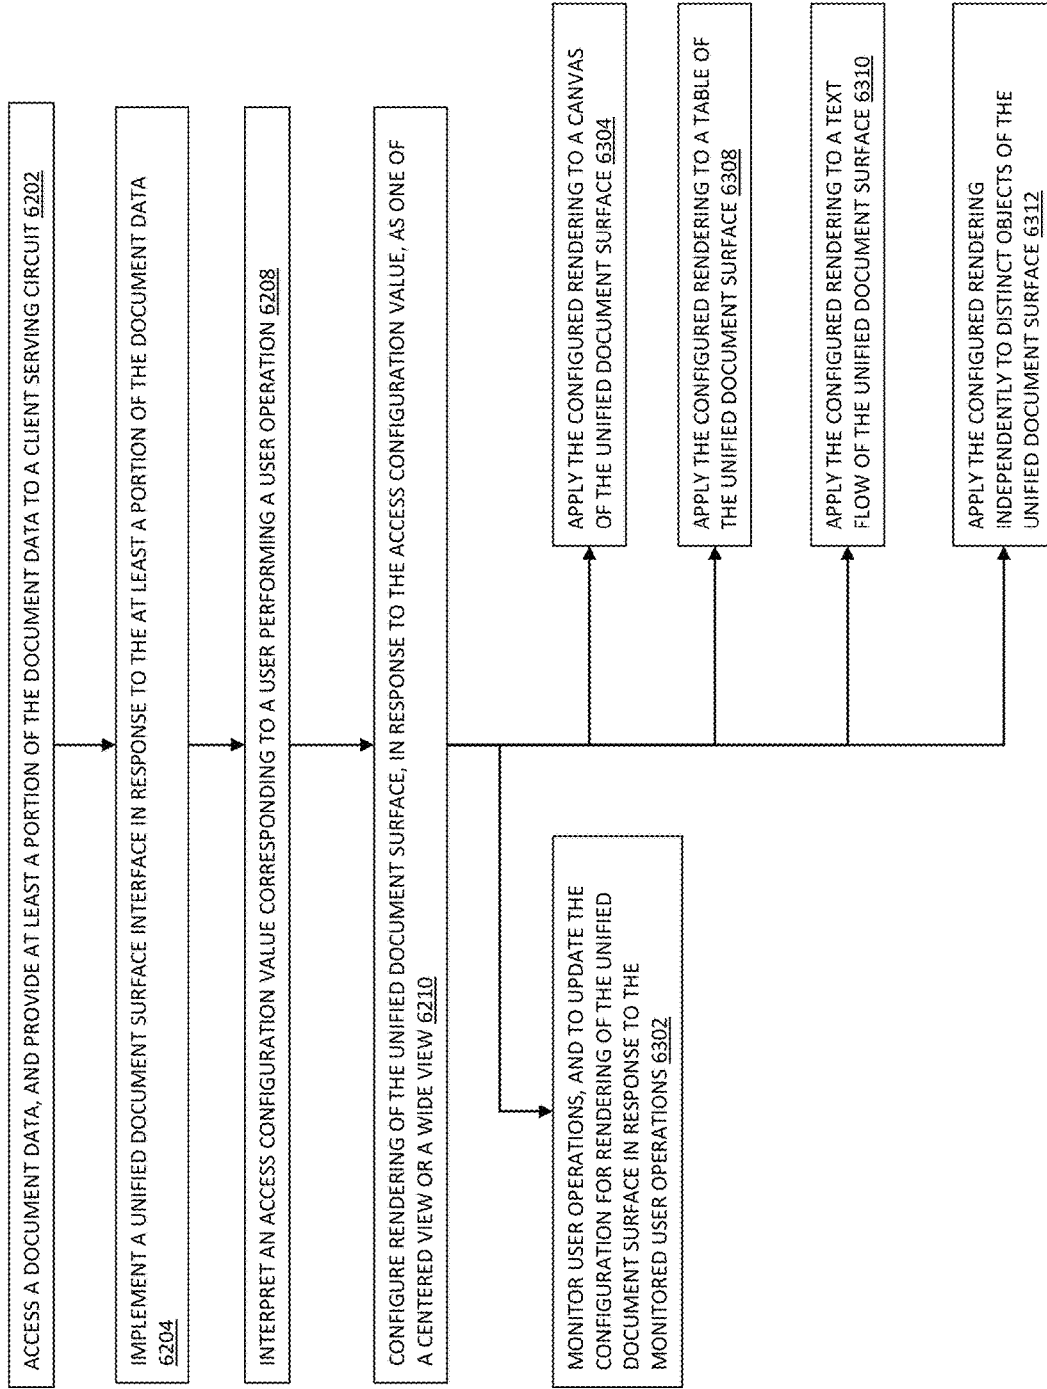 ACCESS A DOCUMENT DATA, AND PROVIDE AT LEAST A PORTION OF THE DOCUMENT DATA TO A CLIENT SERVING CIRCUIT 6202
IMPLEMENT A UNIFIED DOCUMENT SURFACE INTERFACE IN RESPONSE TO THE AT LEAST A PORTION OF THE DOCUMENT DATA
6204
INTERPRET AN ACCESS CONFIGURATION VALUE CORRESPONDING TO A USER PERFORMING A USER OPERATION 6208
CONFIGURE RENDERING OF THE UNIFIED DOCUMENT SURFACE, IN RESPONSE TO THE ACCESS CONFIGURATION VALUE, AS ONE OF
A CENTERED VIEW OR A WIDE VIEW 6210
MONITOR USER OPERATIONS, AND TO UPDATE THE
CONFIGURATION FOR RENDERING OF THE UNIFIED
DOCUMENT SURFACE IN RESPONSE TO THE
MONITORED USER OPERATIONS 6302
APPLY THE CONFIGURED RENDERING TO A CANVAS
OF THE UNIFIED DOCUMENT SURFACE 6304
APPLY THE CONFIGURED RENDERING TO A TABLE OF
THE UNIFIED DOCUMENT SURFACE 6308
APPLY THE CONFIGURED RENDERING TO A TEXT
FLOW OF THE UNIFIED DOCUMENT SURFACE 6310
APPLY THE CONFIGURED RENDERING
INDEPENDENTLY TO DISTINCT OBJECTS OF THE
UNIFIED DOCUMENT SURFACE 6312